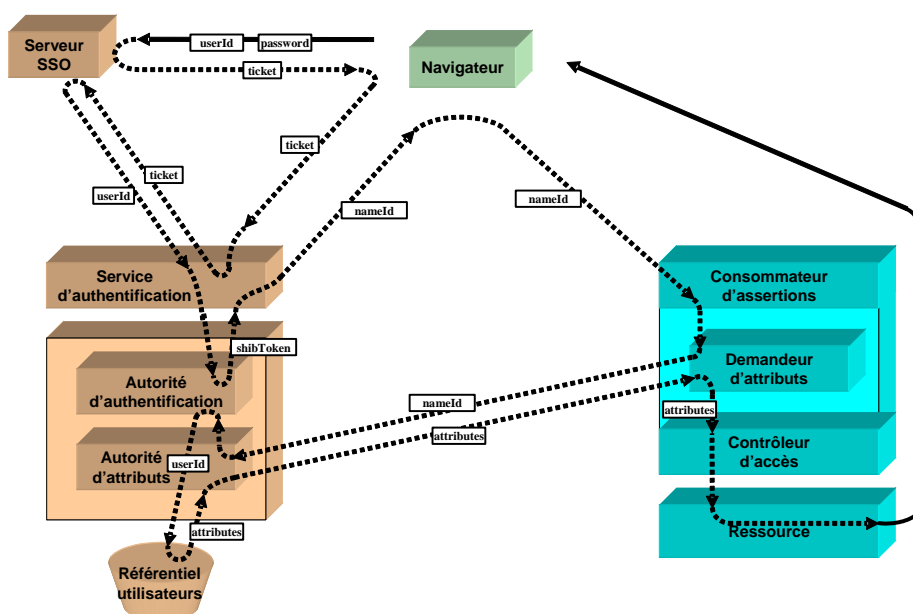 Serveur
SSO
userId
password
ticket
Navigateur
ticket
ticket
userId
nameId
nameId
Service
d'authentification
Consommateur
d'assertions
shibToken
Demandeur
d'attributs
Autorité
d'authentification
nameId
attributes
attributes
Contrôleur
d'accès
Autorité
d'attributs
userId
attributes
Ressource
Référentiel
utilisateurs